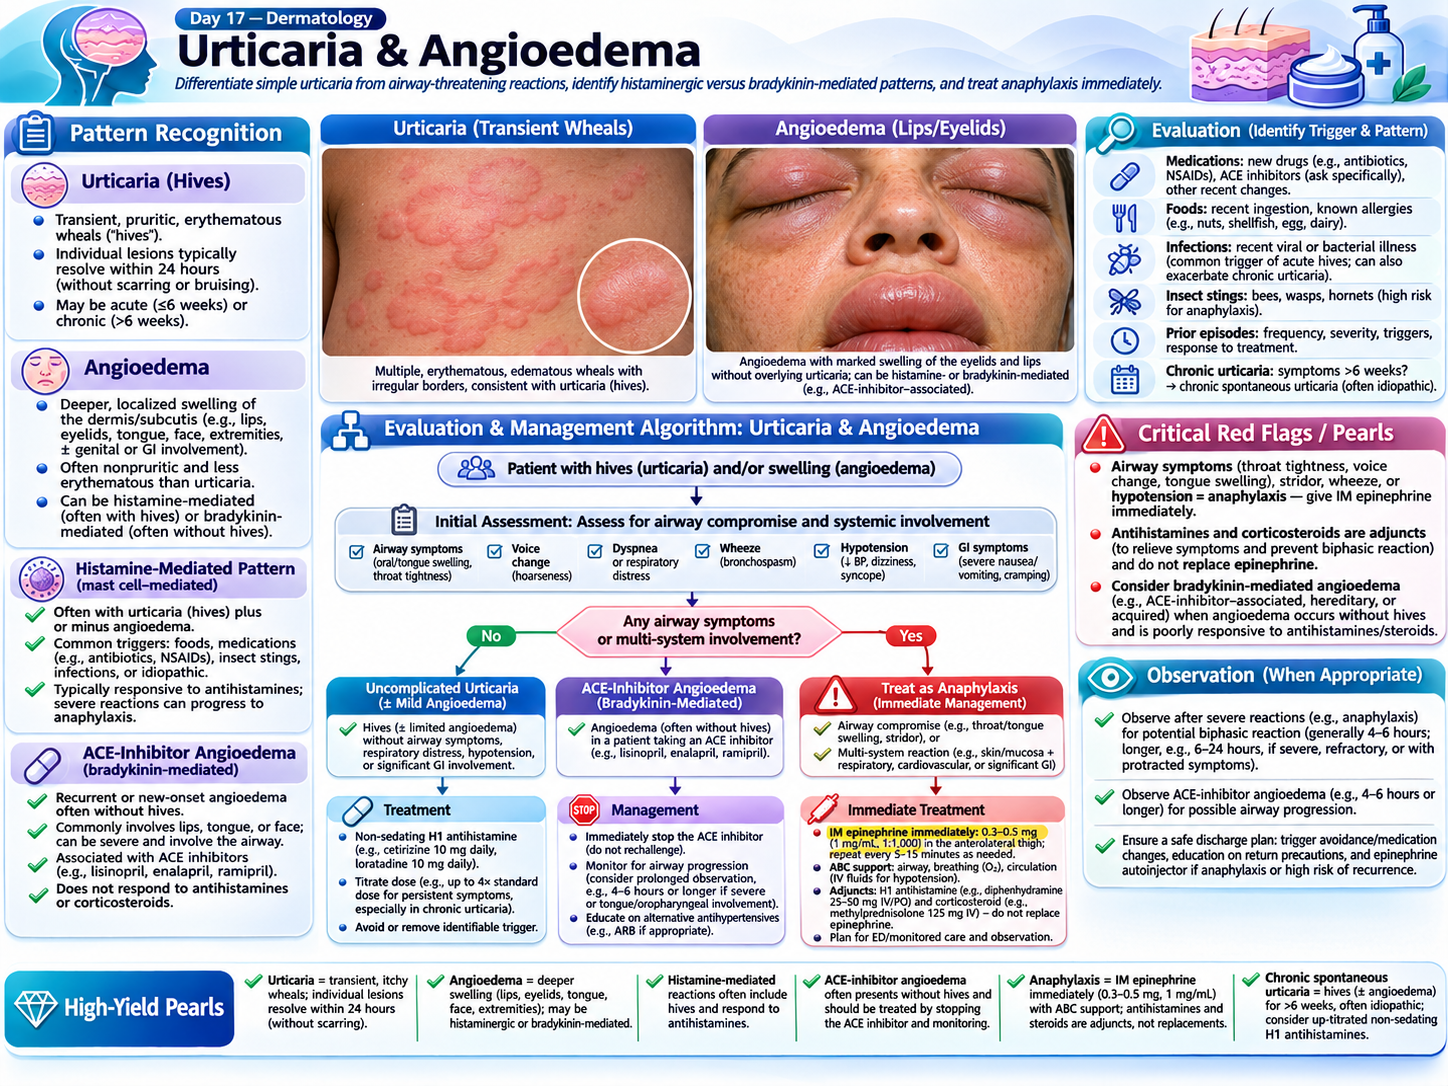 Day 17 — Dermatology
Urticaria & Angioedema
Differentiate simple urticaria from airway-threatening reactions, identify histaminergic versus bradykinin-mediated patterns, and treat anaphylaxis immediately.
Pattern Recognition
Urticaria (Hives)
Transient, pruritic, erythematous
wheals ("hives").
Individual lesions typically
resolve within 24 hours
(without scarring or bruising).
May be acute (≤6 weeks) or
chronic (>6 weeks).
Angioedema
Deeper, localized swelling of
the dermis/subcutis (e.g., lips,
eyelids, tongue, face, extremities,
± genital or GI involvement).
Often nonpruritic and less
erythematous than urticaria.
Can be histamine-mediated
(often with hives) or bradykinin-
mediated (often without hives).
Histamine-Mediated Pattern
(mast cell–mediated)
Often with urticaria (hives) plus
or minus angioedema.
Common triggers: foods, medications
(e.g., antibiotics, NSAIDs), insect stings,
infections, or idiopathic.
Typically responsive to antihistamines;
severe reactions can progress to
anaphylaxis.
ACE-Inhibitor Angioedema
(bradykinin-mediated)
Recurrent or new-onset angioedema
often without hives.
Commonly involves lips, tongue, or face;
can be severe and involve the airway.
Associated with ACE inhibitors
(e.g., lisinopril, enalapril, ramipril).
Does not respond to antihistamines
or corticosteroids.
Urticaria (Transient Wheals)
Multiple, erythematous, edematous wheals with
irregular borders, consistent with urticaria (hives).
Angioedema (Lips/Eyelids)
Angioedema with marked swelling of the eyelids and lips
without overlying urticaria; can be histamine- or bradykinin-mediated
(e.g., ACE-inhibitor–associated).
Evaluation & Management Algorithm: Urticaria & Angioedema
Patient with hives (urticaria) and/or swelling (angioedema)
Initial Assessment: Assess for airway compromise and systemic involvement
Airway symptoms
(oral/tongue swelling,
throat tightness)
Voice
change
(hoarseness)
Dyspnea
or respiratory
distress
Wheeze
(bronchospasm)
Hypotension
(↓ BP, dizziness,
syncope)
GI symptoms
(severe nausea/
vomiting, cramping)
Any airway symptoms
or multi-system involvement?
No
Yes
Uncomplicated Urticaria
(± Mild Angioedema)
Hives (± limited angioedema)
without airway symptoms,
respiratory distress, hypotension,
or significant GI involvement.
Treatment
Non-sedating H1 antihistamine
(e.g., cetirizine 10 mg daily,
loratadine 10 mg daily).
Titrate dose (e.g., up to 4× standard
dose for persistent symptoms,
especially in chronic urticaria).
Avoid or remove identifiable trigger.
ACE-Inhibitor Angioedema
(Bradykinin-Mediated)
Angioedema (often without hives)
in a patient taking an ACE inhibitor
(e.g., lisinopril, enalapril, ramipril).
STOP
Management
Immediately stop the ACE inhibitor
(do not rechallenge).
Monitor for airway progression
(consider prolonged observation,
e.g., 4–6 hours or longer if severe
or tongue/oropharyngeal involvement).
Educate on alternative antihypertensives
(e.g., ARB if appropriate).
Treat as Anaphylaxis
(Immediate Management)
Airway compromise (e.g., throat/tongue
swelling, stridor), or
Multi-system reaction (e.g., skin/mucosa +
respiratory, cardiovascular, or significant GI)
Immediate Treatment
IM epinephrine immediately: 0.3–0.5 mg
(1 mg/mL, 1:1,000) in the anterolateral thigh;
repeat every 5–15 minutes as needed.
ABC support: airway, breathing (O₂), circulation
(IV fluids for hypotension).
Adjuncts: H1 antihistamine (e.g., diphenhydramine
25–50 mg IV/PO) and corticosteroid (e.g.,
methylprednisolone 125 mg IV) – do not replace
epinephrine.
Plan for ED/monitored care and observation.
Evaluation (Identify Trigger & Pattern)
Medications: new drugs (e.g., antibiotics,
NSAIDs), ACE inhibitors (ask specifically),
other recent changes.
Foods: recent ingestion, known allergies
(e.g., nuts, shellfish, egg, dairy).
Infections: recent viral or bacterial illness
(common trigger of acute hives; can also
exacerbate chronic urticaria).
Insect stings: bees, wasps, hornets (high risk
for anaphylaxis).
Prior episodes: frequency, severity, triggers,
response to treatment.
Chronic urticaria: symptoms >6 weeks?
→ chronic spontaneous urticaria (often idiopathic).
Critical Red Flags / Pearls
Airway symptoms (throat tightness, voice
change, tongue swelling), stridor, wheeze, or
hypotension = anaphylaxis — give IM epinephrine
immediately.
Antihistamines and corticosteroids are adjuncts
(to relieve symptoms and prevent biphasic reaction)
and do not replace epinephrine.
Consider bradykinin-mediated angioedema
(e.g., ACE-inhibitor–associated, hereditary, or
acquired) when angioedema occurs without hives
and is poorly responsive to antihistamines/steroids.
Observation (When Appropriate)
Observe after severe reactions (e.g., anaphylaxis)
for potential biphasic reaction (generally 4–6 hours;
longer, e.g., 6–24 hours, if severe, refractory, or with
protracted symptoms).
Observe ACE-inhibitor angioedema (e.g., 4–6 hours or
longer) for possible airway progression.
Ensure a safe discharge plan: trigger avoidance/medication
changes, education on return precautions, and epinephrine
autoinjector if anaphylaxis or high risk of recurrence.
High-Yield Pearls
Urticaria = transient, itchy
wheals; individual lesions
resolve within 24 hours
(without scarring).
Angioedema = deeper
swelling (lips, eyelids, tongue,
face, extremities); may be
histaminergic or bradykinin-mediated.
Histamine-mediated
reactions often include
hives and respond to
antihistamines.
ACE-inhibitor angioedema
often presents without hives and
should be treated by stopping
the ACE inhibitor and monitoring.
Anaphylaxis = IM epinephrine
immediately (0.3–0.5 mg, 1 mg/mL)
with ABC support; antihistamines and
steroids are adjuncts, not replacements.
Chronic spontaneous
urticaria = hives (± angioedema)
for >6 weeks, often idiopathic;
consider up-titrated non-sedating
H1 antihistamines.